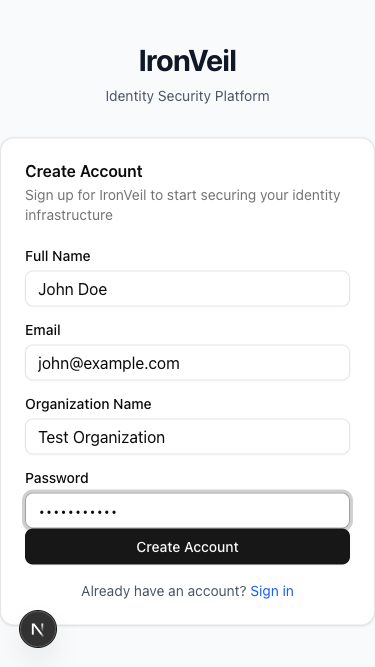 IronVeil
Identity Security Platform
Create Account
Sign up for IronVeil to start securing your identity
infrastructure
Full Name
John Doe
Email
john@example.com
Organization Name
Test Organization
Password
•••••••••••
Create Account
Already have an account? Sign in
N